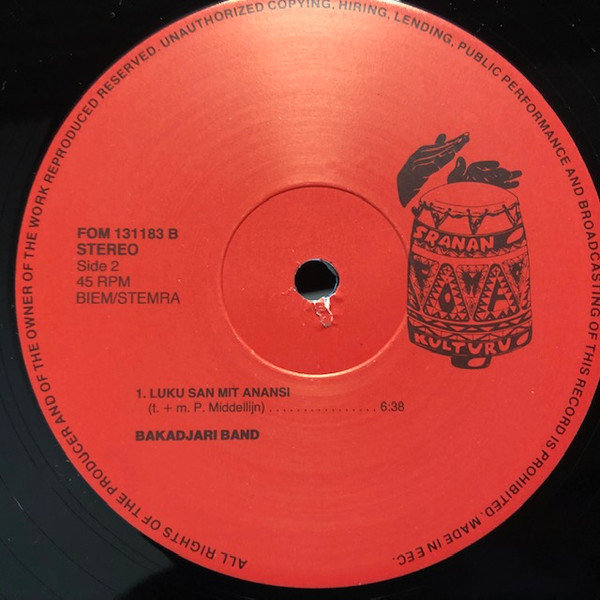 ALL RIGHTS OF THE PRODUCER AND OF THE OWNER OF THE WORK REPRODUCED RESERVED. UNAUTHORIZED COPYING, HIRING, LENDING, PUBLIC PERFORMANCE AND BROADCASTING OF THIS RECORD IS PROHIBITED. MADE IN EEC.
FOM 131183 B
STEREO
Side 2
45 RPM
BIEM/STEMRA
SRANAN
KULTURU
1. LUKU SAN MIT ANANSI
(t. + m. P. Middellijn) ................ 6:38
BAKADJARI BAND